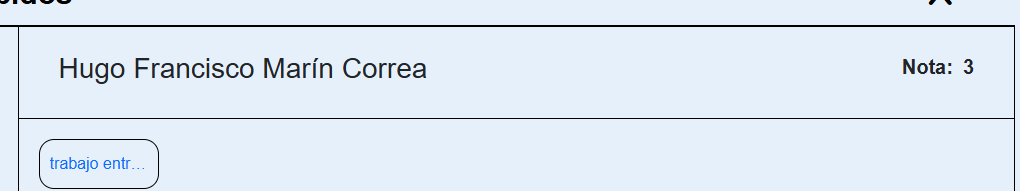 Hugo Francisco Marín Correa
Nota: 3
trabajo entr...